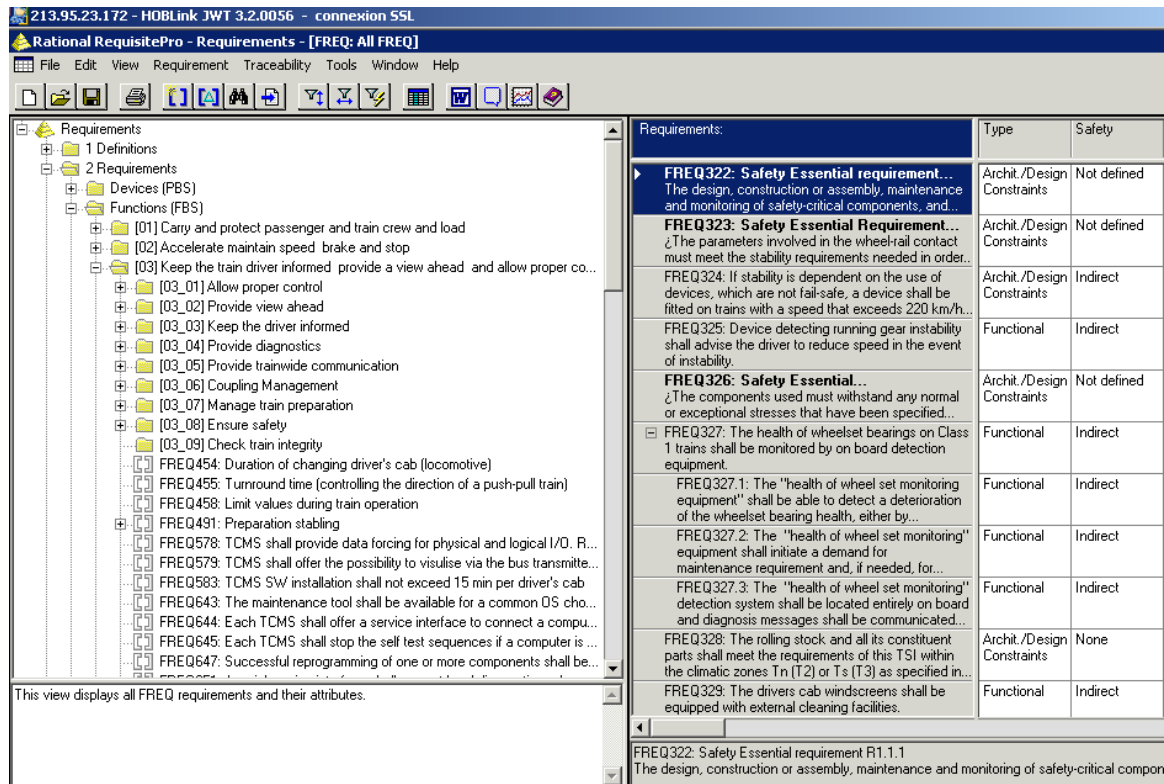 213.95.23.172 - HOBLink JWT 3.2.0056 - connexion SSL
Rational RequisitePro - Requirements - [FREQ: All FREQ]
File Edit View Requirement Traceability Tools Window Help
Requirements
1 Definitions
2 Requirements
Devices (PBS)
Functions (FBS)
[01] Carry and protect passenger and train crew and load
[02] Accelerate maintain speed brake and stop
[03] Keep the train driver informed provide a view ahead and allow proper co...
[03_01] Allow proper control
[03_02] Provide view ahead
[03_03] Keep the driver informed
[03_04] Provide diagnostics
[03_05] Provide trainwide communication
[03_06] Coupling Management
[03_07] Manage train preparation
[03_08] Ensure safety
[03_09] Check train integrity
FREQ454: Duration of changing driver's cab (locomotive)
FREQ455: Turnround time (controlling the direction of a push-pull train)
FREQ458: Limit values during train operation
FREQ491: Preparation stabling
FREQ578: TCMS shall provide data forcing for physical and logical I/O. R...
FREQ579: TCMS shall offer the possibility to visulise via the bus transmitte...
FREQ583: TCMS SW installation shall not exceed 15 min per driver's cab
FREQ643: The maintenance tool shall be available for a common OS cho...
FREQ644: Each TCMS shall offer a service interface to connect a compu...
FREQ645: Each TCMS shall stop the self test sequences if a computer is ...
FREQ647: Successful reprogramming of one or more components shall be...
This view displays all FREQ requirements and their attributes.
Requirements: Type Safety
FREQ322: Safety Essential requirement... Archit./Design Not defined
The design, construction or assembly, maintenance Constraints
and monitoring of safety-critical components, and...
FREQ323: Safety Essential Requirement... Archit./Design Not defined
¿The parameters involved in the wheel-rail contact Constraints
must meet the stability requirements needed in order...
FREQ324: If stability is dependent on the use of Archit./Design Indirect
devices, which are not fail-safe, a device shall be Constraints
fitted on trains with a speed that exceeds 220 km/h...
FREQ325: Device detecting running gear instability Functional Indirect
shall advise the driver to reduce speed in the event
of instability.
FREQ326: Safety Essential... Archit./Design Not defined
¿The components used must withstand any normal Constraints
or exceptional stresses that have been specified...
FREQ327: The health of wheelset bearings on Class Functional Indirect
1 trains shall be monitored by on board detection
equipment.
FREQ327.1: The "health of wheel set monitoring Functional Indirect
equipment" shall be able to detect a deterioration
of the wheelset bearing health, either by...
FREQ327.2: The "health of wheel set monitoring" Functional Indirect
equipment shall initiate a demand for
maintenance requirement and, if needed, for...
FREQ327.3: The "health of wheel set monitoring" Functional Indirect
detection system shall be located entirely on board
and diagnosis messages shall be communicated...
FREQ328: The rolling stock and all its constituent Archit./Design None
parts shall meet the requirements of this TSI within Constraints
the climatic zones Tn (T2) or Ts (T3) as specified in...
FREQ329: The drivers cab windscreens shall be Functional Indirect
equipped with external cleaning facilities.
FREQ322: Safety Essential requirement R1.1.1
The design, construction or assembly, maintenance and monitoring of safety-critical compon